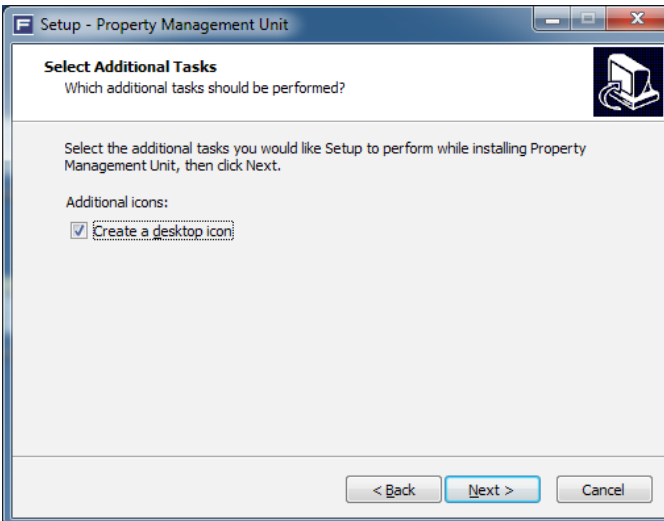 Setup - Property Management Unit
Select Additional Tasks
Which additional tasks should be performed?
Select the additional tasks you would like Setup to perform while installing Property
Management Unit, then click Next.
Additional icons:
Create a desktop icon
< Back Next > Cancel